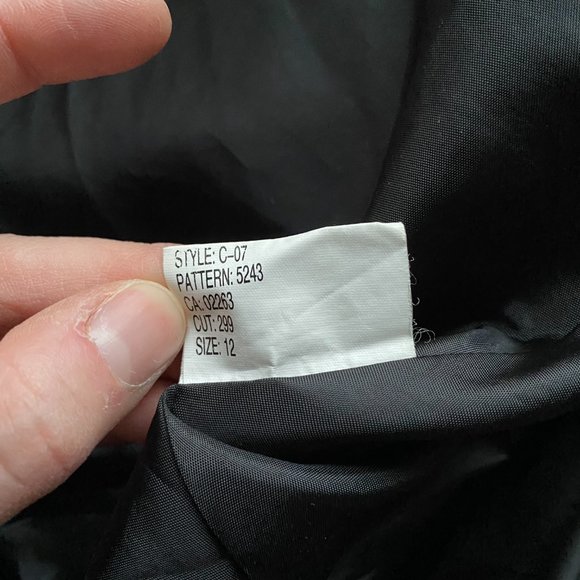 STYLE: C-07
PATTERN: 5243
CA: 02263
CUT: 299
SIZE: 12